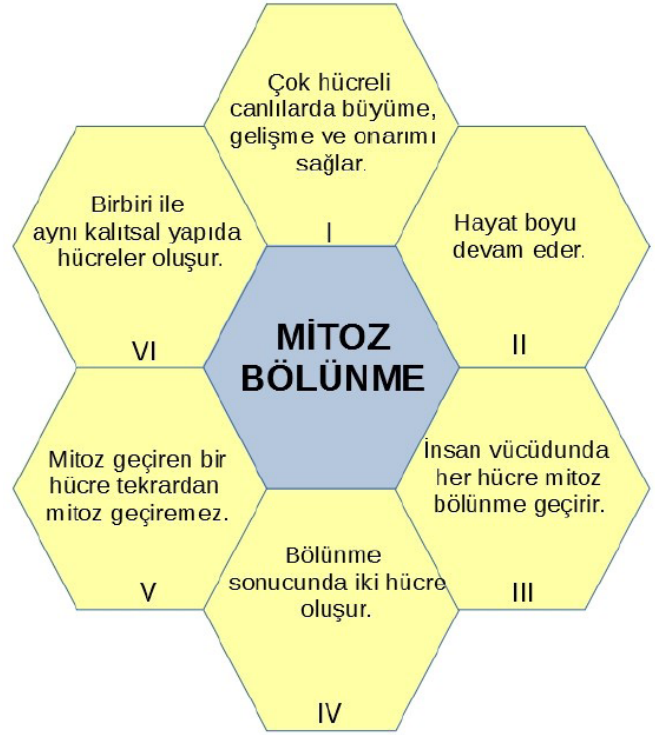 Çok hücreli
canlılarda büyüme,
gelişme ve onarımı
sağlar.
I
Hayat boyu
devam eder.
II
İnsan vücüdunda
her hücre mitoz
bölünme geçirir.
III
Bölünme
sonucunda iki hücre
oluşur.
IV
Mitoz geçiren bir
hücre tekrardan
mitoz geçiremez.
V
Birbiri ile
aynı kalıtsal yapıda
hücreler oluşur.
VI
MİTOZ
BÖLÜNME